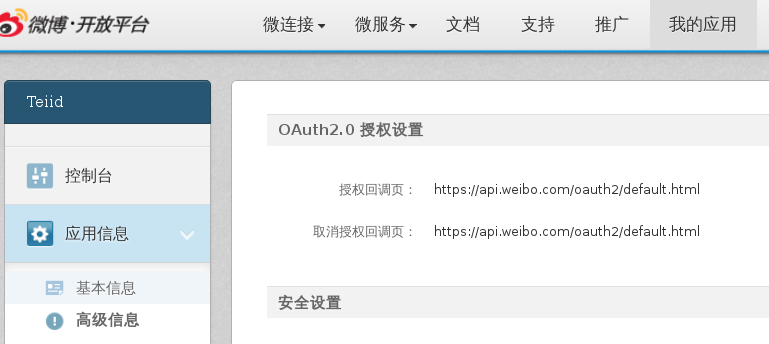 微博·开放平台
微连接 微服务 文档 支持 推广 我的应用
Teiid
控制台
应用信息
基本信息
高级信息
OAuth2.0 授权设置
授权回调页： https://api.weibo.com/oauth2/default.html
取消授权回调页： https://api.weibo.com/oauth2/default.html
安全设置